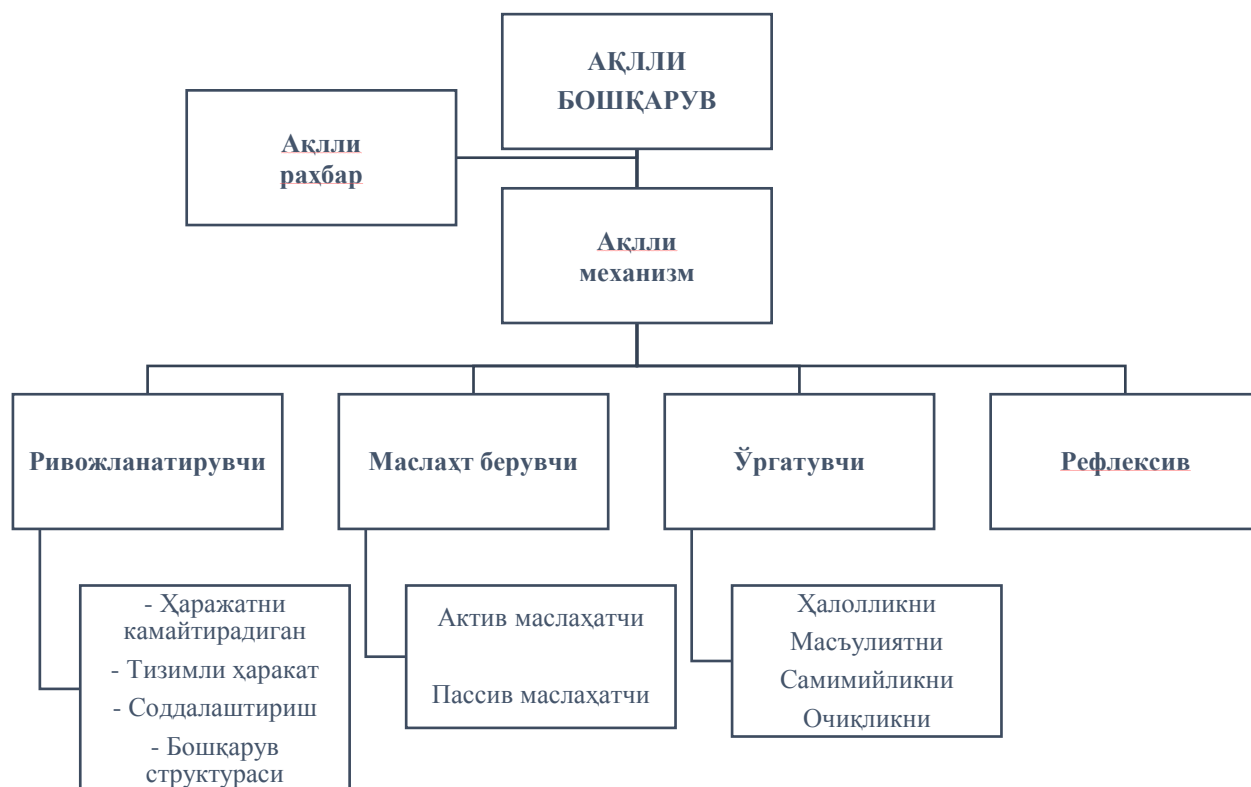 АҚЛЛИ
БОШҚАРУВ
Ақлли
раҳбар
Ақлли
механизм
Ривожланатирувчи
Маслаҳт берувчи
Ўргатувчи
Рефлексив
- Ҳаражатни
камайтирадиган
- Тизимли ҳаракат
- Соддалаштириш
- Бошқарув
структураси
Актив маслаҳатчи
Пассив маслаҳатчи
Ҳалолликни
Масъулиятни
Самимийликни
Очиқликни